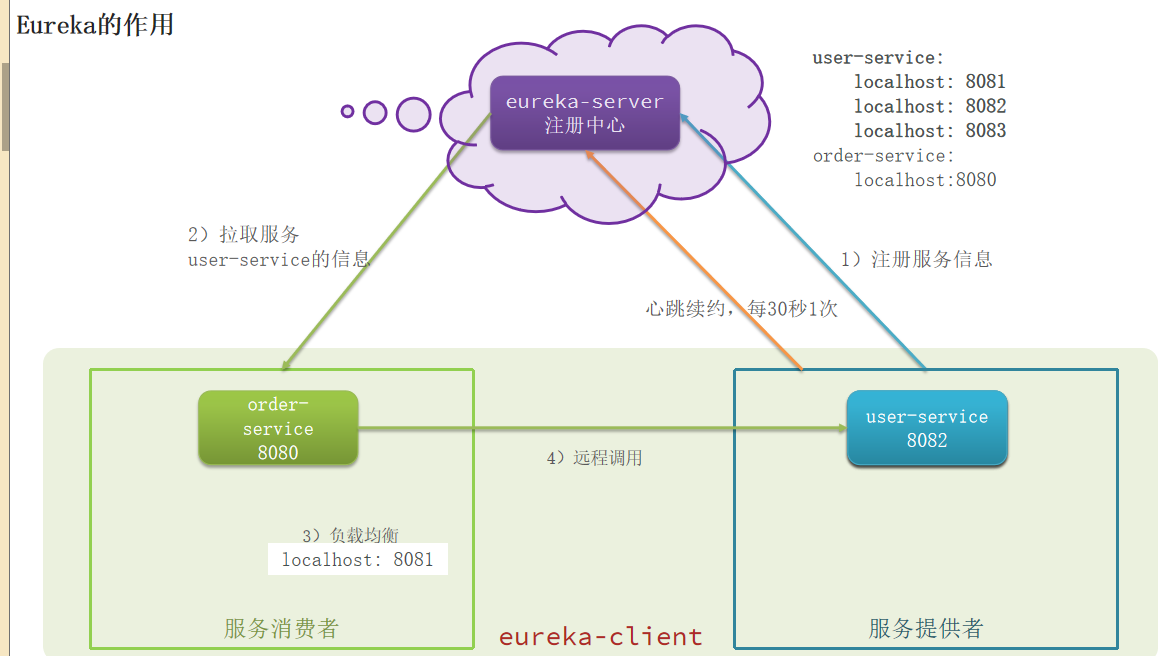 Eureka的作用
eureka-server
注册中心
user-service:
localhost: 8081
localhost: 8082
localhost: 8083
order-service:
localhost:8080
2）拉取服务
user-service的信息
1）注册服务信息
心跳续约，每30秒1次
order-
service
8080
user-service
8082
4）远程调用
3）负载均衡
localhost: 8081
服务消费者
eureka-client
服务提供者